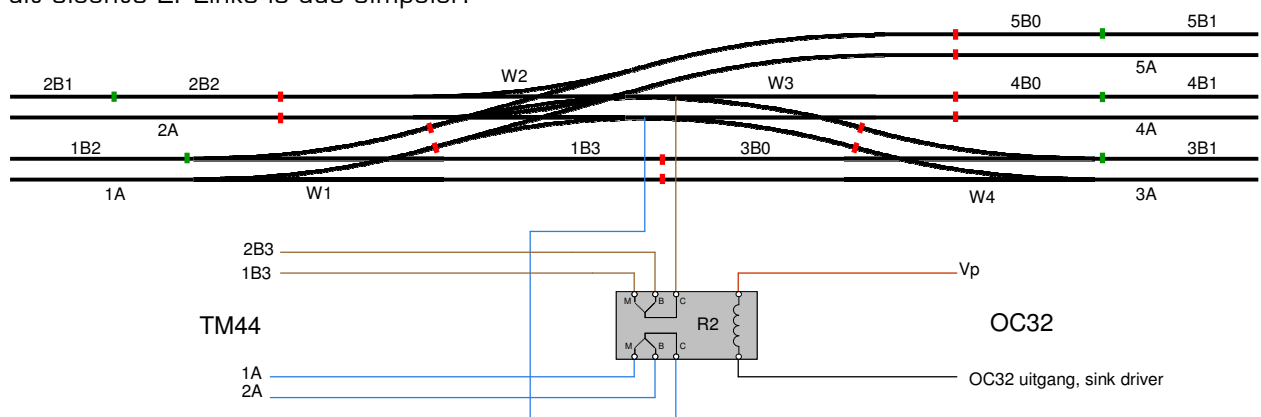 5B0 5B1
5A
2B1 2B2 W2 W3 4B0 4B1
2A 4A
1B2 1B3 3B0 3B1
1A W1 W4 3A
2B3
1B3 Vp
M B C
TM44 R2 OC32
M B C
1A
2A OC32 uitgang, sink driver